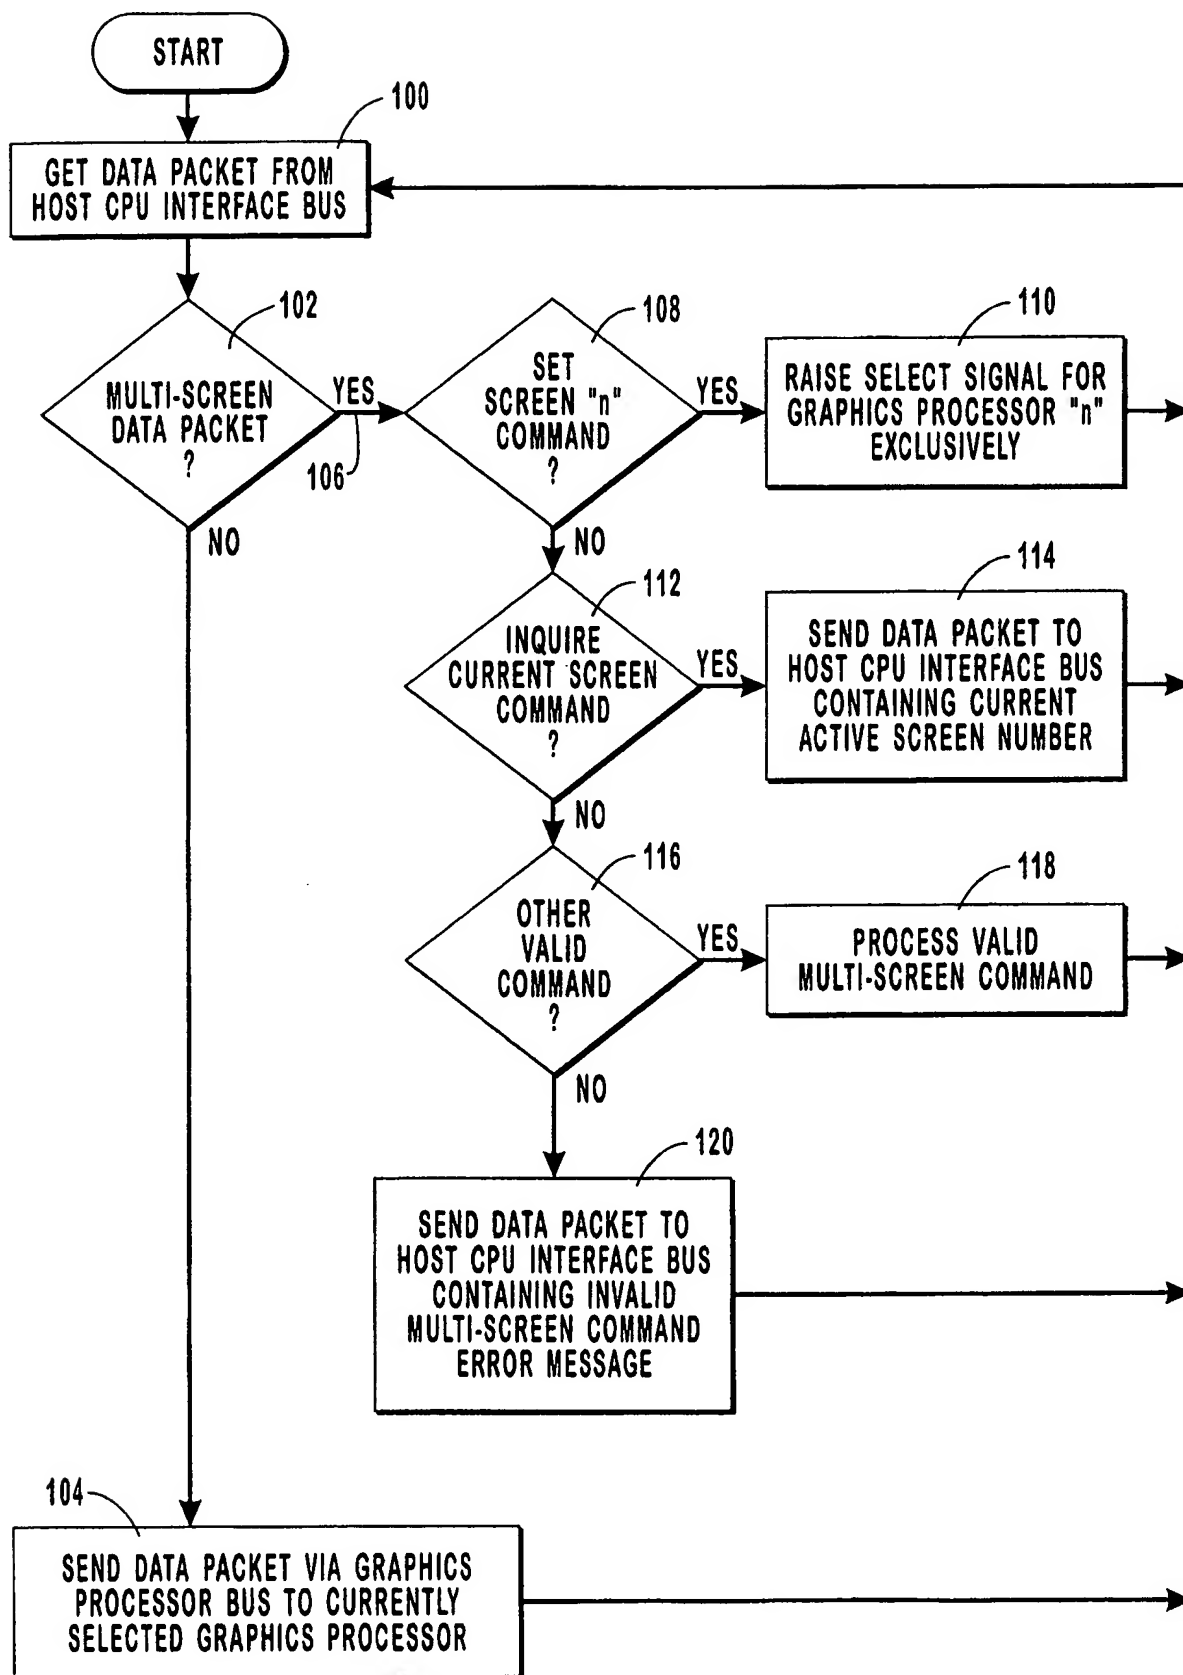 START
100
GET DATA PACKET FROM
HOST CPU INTERFACE BUS
102
MULTI-SCREEN
DATA PACKET
?
YES
106
NO
108
SET
SCREEN "n"
COMMAND
?
YES
NO
110
RAISE SELECT SIGNAL FOR
GRAPHICS PROCESSOR "n"
EXCLUSIVELY
112
INQUIRE
CURRENT SCREEN
COMMAND
?
YES
NO
114
SEND DATA PACKET TO
HOST CPU INTERFACE BUS
CONTAINING CURRENT
ACTIVE SCREEN NUMBER
116
OTHER
VALID
COMMAND
?
YES
NO
118
PROCESS VALID
MULTI-SCREEN COMMAND
120
SEND DATA PACKET TO
HOST CPU INTERFACE BUS
CONTAINING INVALID
MULTI-SCREEN COMMAND
ERROR MESSAGE
104
SEND DATA PACKET VIA GRAPHICS
PROCESSOR BUS TO CURRENTLY
SELECTED GRAPHICS PROCESSOR